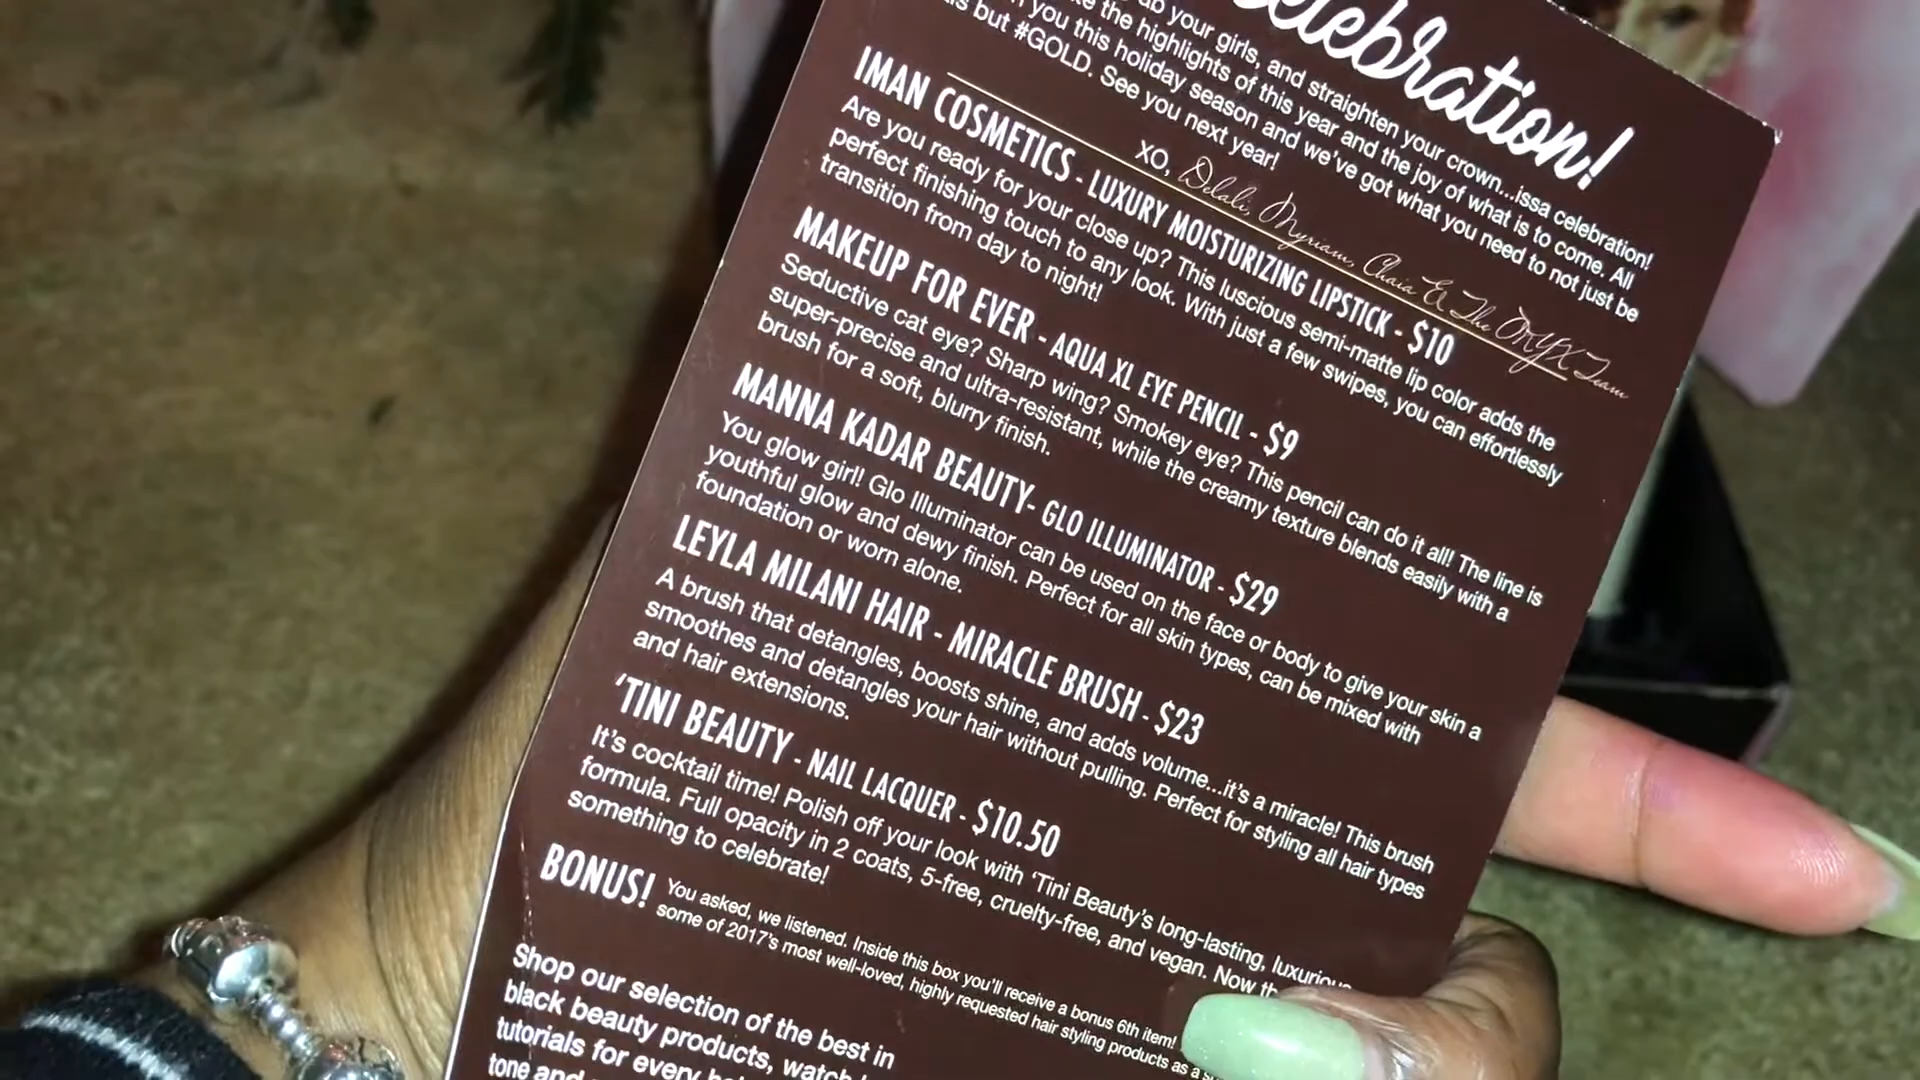 Celebration!
up your girls, and straighten your crown...issa celebration!
the highlights of this year and the joy of what is to come. All
you this holiday season and we've got what you need to not just be
but #GOLD. See you next year!
XO, Delali, Myriam, Chaia & The ONYX Team
IMAN COSMETICS - LUXURY MOISTURIZING LIPSTICK - $10
Are you ready for your close up? This luscious semi-matte lip color adds the
perfect finishing touch to any look. With just a few swipes, you can effortlessly
transition from day to night!
MAKEUP FOR EVER - AQUA XL EYE PENCIL - $9
Seductive cat eye? Sharp wing? Smokey eye? This pencil can do it all! The line is
super-precise and ultra-resistant, while the creamy texture blends easily with a
brush for a soft, blurry finish.
MANNA KADAR BEAUTY- GLO ILLUMINATOR - $29
You glow girl! Glo Illuminator can be used on the face or body to give your skin a
youthful glow and dewy finish. Perfect for all skin types, can be mixed with
foundation or worn alone.
LEYLA MILANI HAIR - MIRACLE BRUSH - $23
A brush that detangles, boosts shine, and adds volume...it's a miracle! This brush
smoothes and detangles your hair without pulling. Perfect for styling all hair types
and hair extensions.
'TINI BEAUTY - NAIL LACQUER - $10.50
It's cocktail time! Polish off your look with 'Tini Beauty's long-lasting, luxurious
formula. Full opacity in 2 coats, 5-free, cruelty-free, and vegan. Now
something to celebrate!
BONUS! You asked, we listened. Inside this box you'll receive a bonus 6th item!
some of 2017's most well-loved, highly requested hair styling products as a
Shop our selection of the best in
black beauty products, watch
tutorials for every
tone and